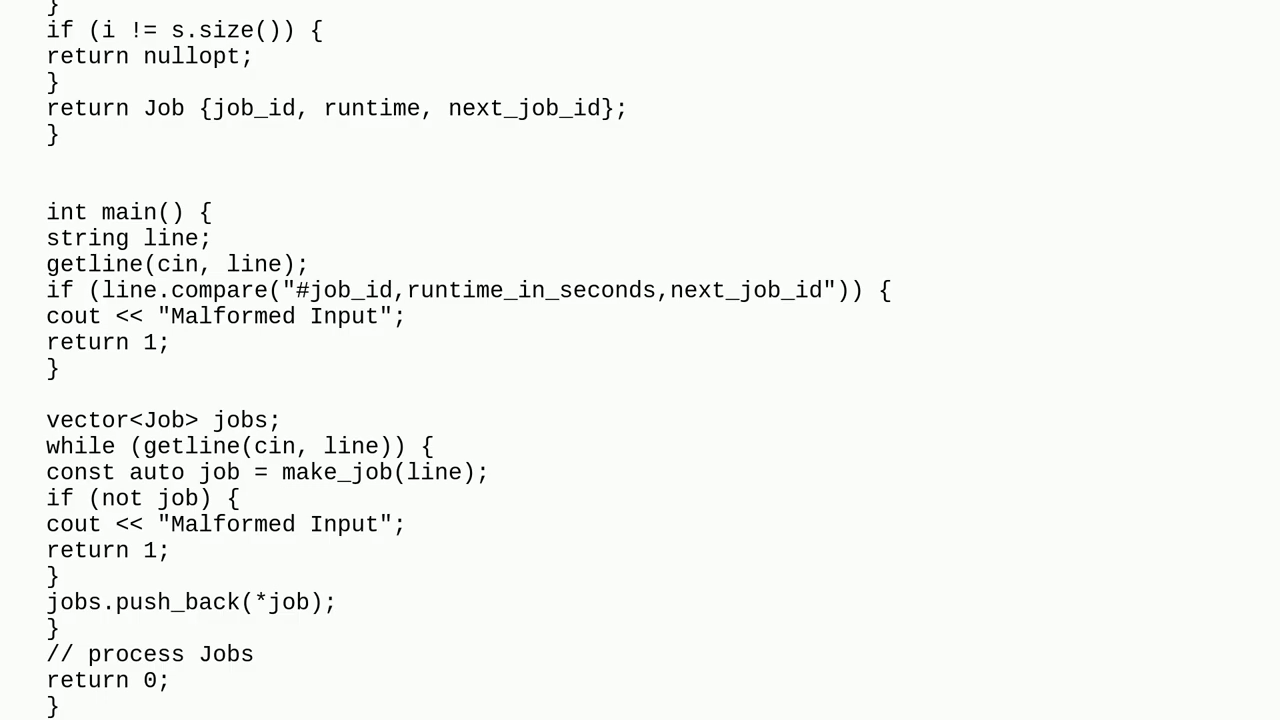 }
if (i != s.size()) {
return nullopt;
}
return Job {job_id, runtime, next_job_id};
}
int main() {
string line;
getline(cin, line);
if (line.compare("#job_id,runtime_in_seconds,next_job_id")) {
cout << "Malformed Input";
return 1;
}
vector<Job> jobs;
while (getline(cin, line)) {
const auto job = make_job(line);
if (not job) {
cout << "Malformed Input";
return 1;
}
jobs.push_back(*job);
}
// process Jobs
return 0;
}